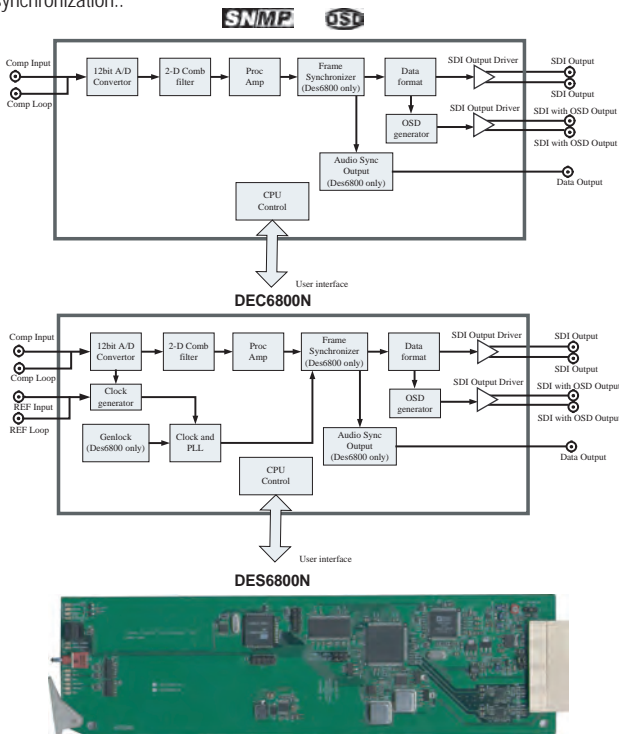 synchronization..
SNMP OSD
Comp Input
Comp Loop
12bit A/D
Convertor
2-D Comb
filter
Proc
Amp
Frame
Synchronizer
(Des6800 only)
Data
format
SDI Output Driver
SDI Output
SDI Output
OSD
generator
SDI Output Driver
SDI with OSD Output
SDI with OSD Output
Audio Sync
Output
(Des6800 only)
Data Output
CPU
Control
User interface
DEC6800N
Comp Input
Comp Loop
REF Input
REF Loop
12bit A/D
Convertor
2-D Comb
filter
Proc
Amp
Frame
Synchronizer
(Des6800 only)
Data
format
SDI Output Driver
SDI Output
SDI Output
Clock
generator
OSD
generator
SDI Output Driver
SDI with OSD Output
SDI with OSD Output
Genlock
(Des6800 only)
Clock and
PLL
Audio Sync
Output
(Des6800 only)
Data Output
CPU
Control
User interface
DES6800N